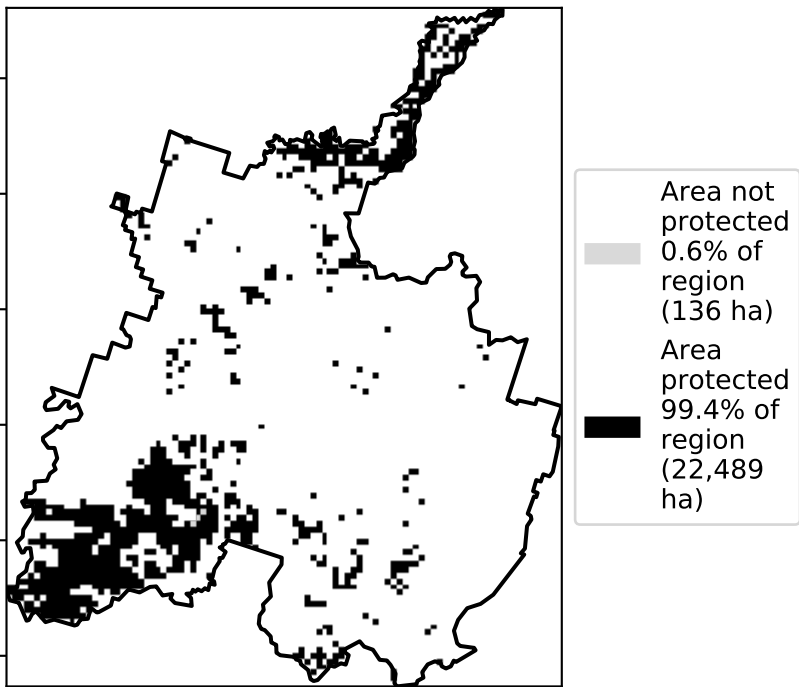 Area not
protected
0.6% of
region
(136 ha)
Area
protected
99.4% of
region
(22,489
ha)